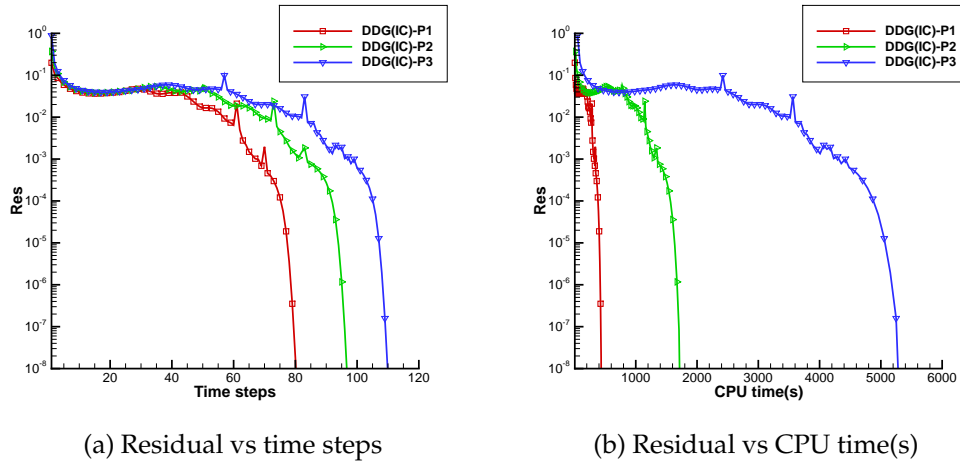 DDG(IC)-P1
DDG(IC)-P2
DDG(IC)-P3
10^0
10^-1
10^-2
10^-3
10^-4
10^-5
10^-6
10^-7
10^-8
Res
20 40 60 80 100 120
Time steps
(a) Residual vs time steps
DDG(IC)-P1
DDG(IC)-P2
DDG(IC)-P3
10^0
10^-1
10^-2
10^-3
10^-4
10^-5
10^-6
10^-7
10^-8
Res
1000 2000 3000 4000 5000 6000
CPU time(s)
(b) Residual vs CPU time(s)